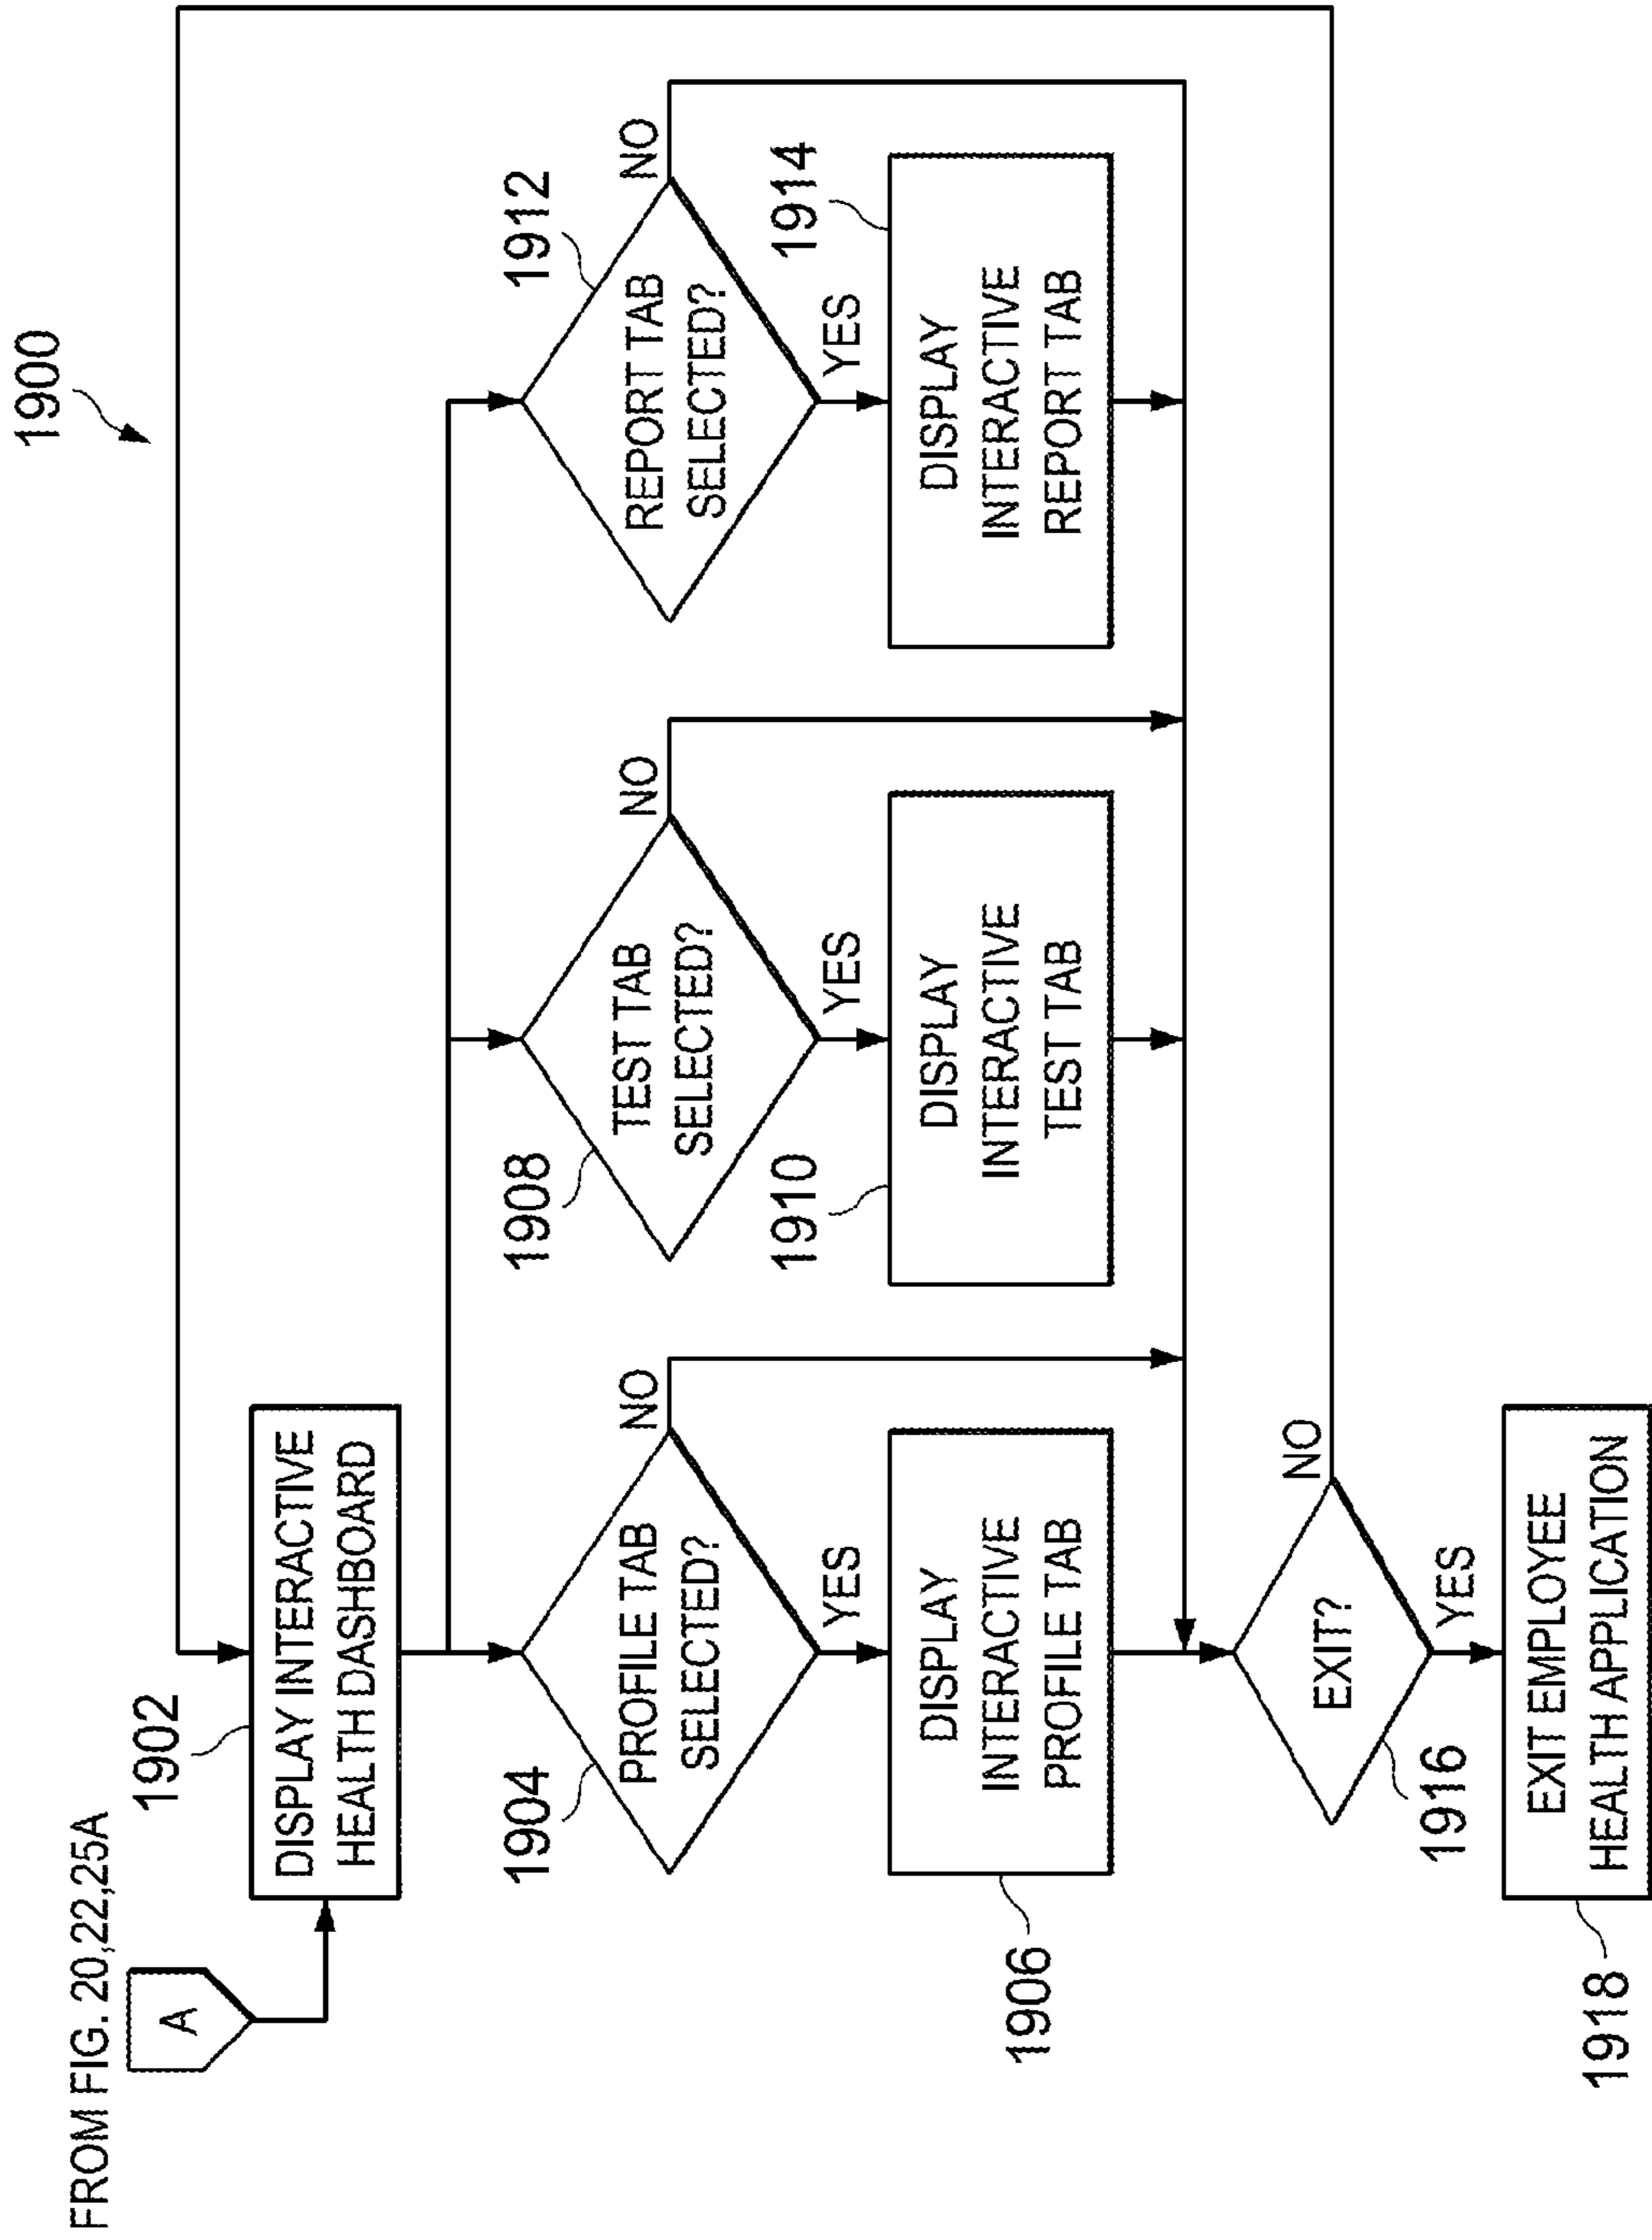 1900
FROM FIG. 20,22,25A
A
1902
DISPLAY INTERACTIVE
HEALTH DASHBOARD
1904
PROFILE TAB
SELECTED?
NO
YES
1908
TEST TAB
SELECTED?
NO
YES
1912
REPORT TAB
SELECTED?
NO
YES
1906
DISPLAY
INTERACTIVE
PROFILE TAB
1910
DISPLAY
INTERACTIVE
TEST TAB
1914
DISPLAY
INTERACTIVE
REPORT TAB
EXIT?
NO
1916
YES
EXIT EMPLOYEE
HEALTH APPLICATION
1918